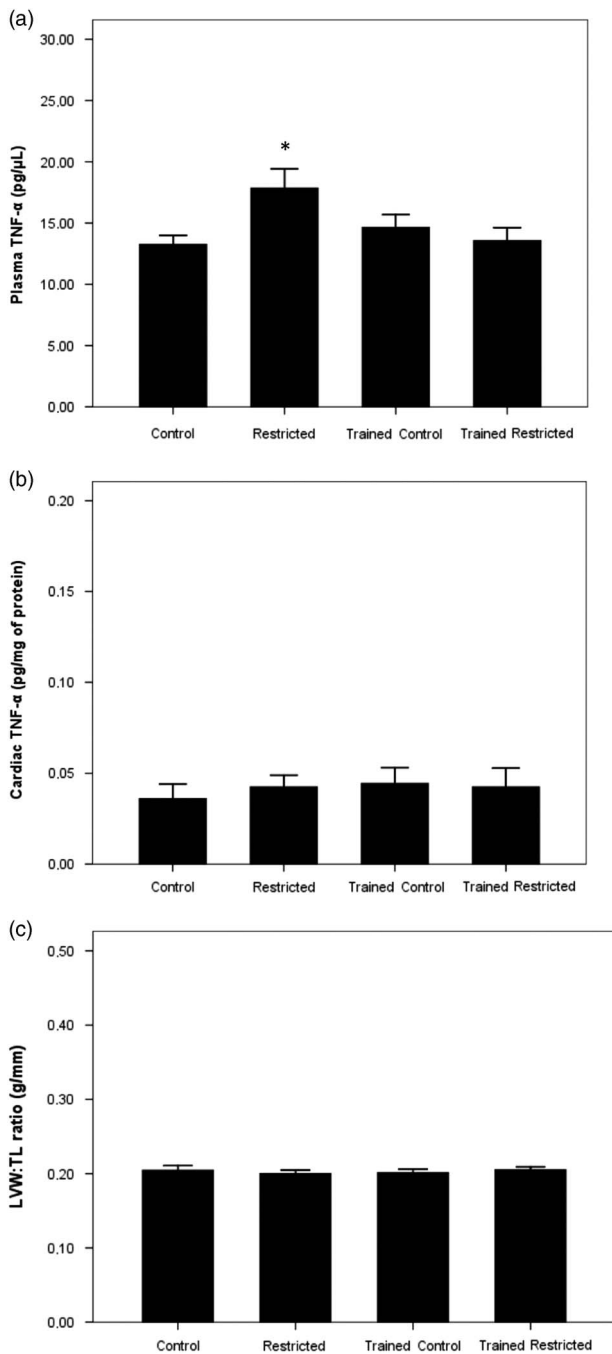 (a)
Plasma TNF-α (pg/µL)
30.00
25.00
20.00
15.00
10.00
5.00
0.00
*
Control Restricted Trained Control Trained Restricted
(b)
Cardiac TNF-α (pg/mg of protein)
0.20
0.15
0.10
0.05
0.00
Control Restricted Trained Control Trained Restricted
(c)
LVW:TL ratio (g/mm)
0.50
0.40
0.30
0.20
0.10
0.00
Control Restricted Trained Control Trained Restricted